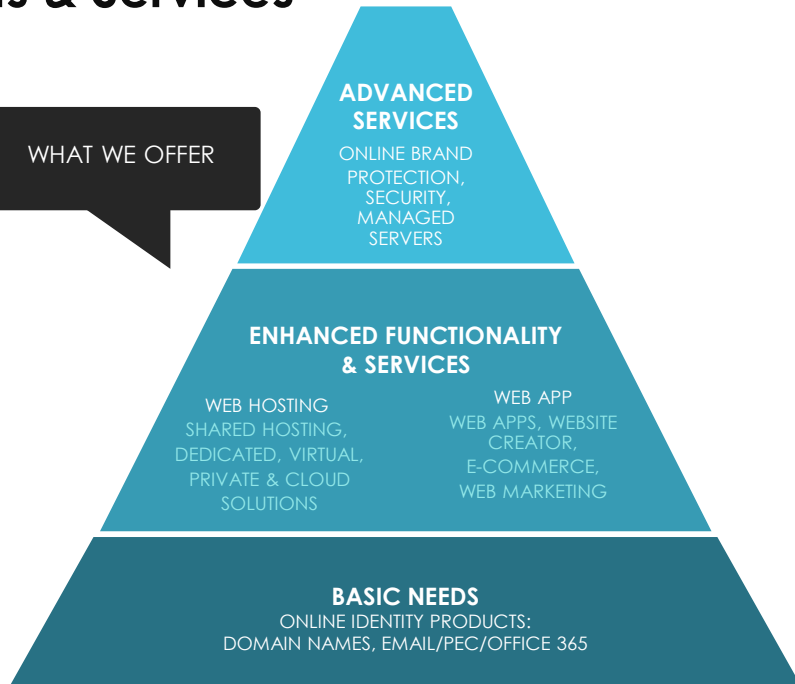 & Services
WHAT WE OFFER
ADVANCED
SERVICES
ONLINE BRAND
PROTECTION,
SECURITY,
MANAGED
SERVERS
ENHANCED FUNCTIONALITY
& SERVICES
WEB HOSTING
SHARED HOSTING,
DEDICATED, VIRTUAL,
PRIVATE & CLOUD
SOLUTIONS
WEB APP
WEB APPS, WEBSITE
CREATOR,
E-COMMERCE,
WEB MARKETING
BASIC NEEDS
ONLINE IDENTITY PRODUCTS:
DOMAIN NAMES, EMAIL/PEC/OFFICE 365